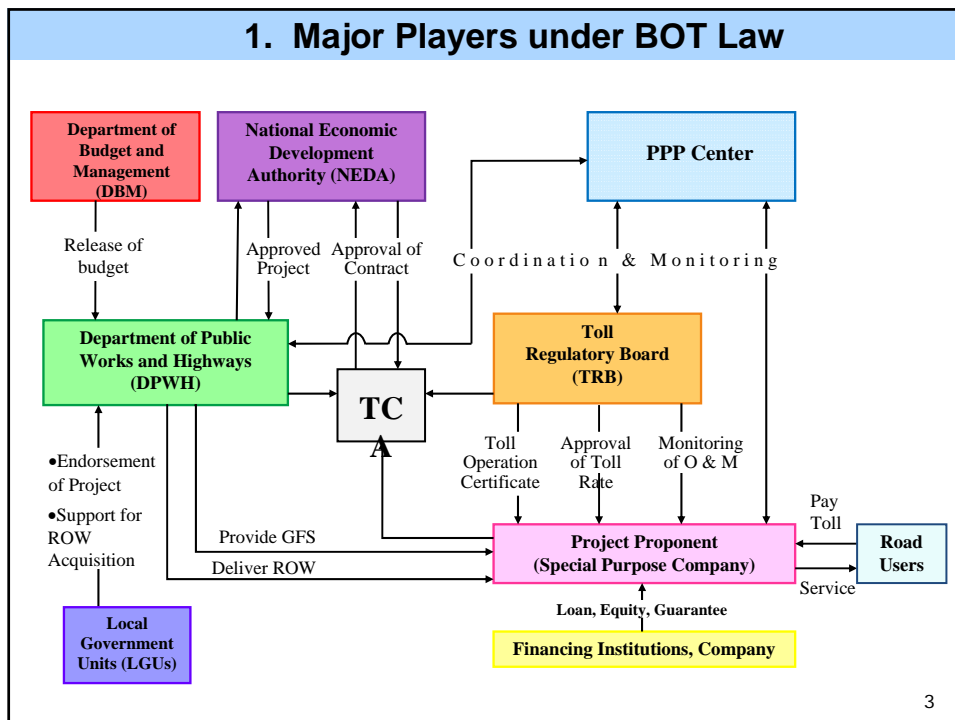 1. Major Players under BOT Law
Department of
Budget and
Management
(DBM)
National Economic
Development
Authority (NEDA)
PPP Center
Release of
budget
Approved
Project
Approval of
Contract
Coordination & Monitoring
Department of Public
Works and Highways
(DPWH)
TC
A
Toll
Regulatory Board
(TRB)
•Endorsement
of Project
•Support for
ROW
Acquisition
Toll
Operation
Certificate
Approval
of Toll
Rate
Monitoring
of O & M
Provide GFS
Deliver ROW
Project Proponent
(Special Purpose Company)
Pay
Toll
Road
Users
Service
Loan, Equity, Guarantee
Local
Government
Units (LGUs)
Financing Institutions, Company
3